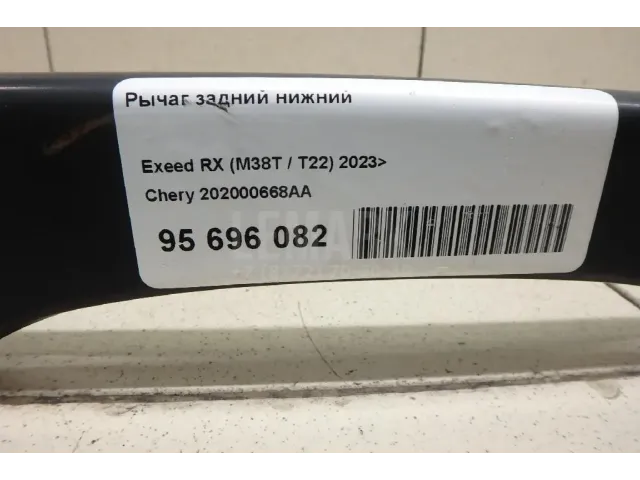 Рычаг задний нижний
Exeed RX (M38T / T22) 2023>
Chery 202000668AA
95 696 082